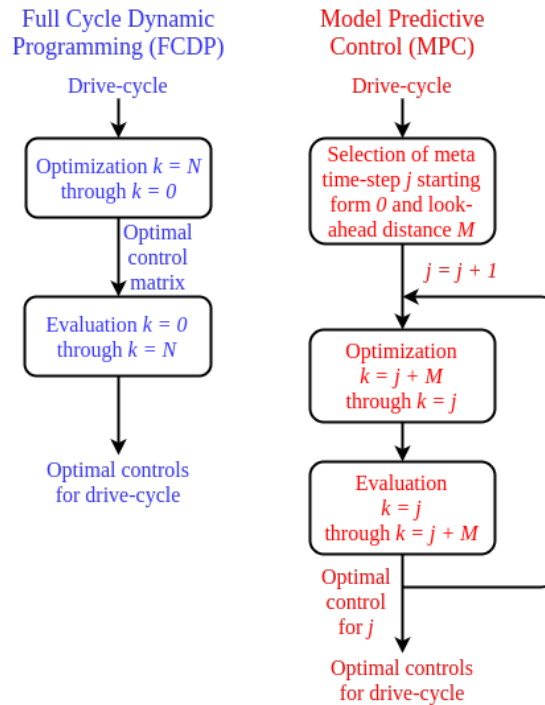 Full Cycle Dynamic
Programming (FCDP)
Drive-cycle
Optimization k = N
through k = 0
Optimal
control
matrix
Evaluation k = 0
through k = N
Optimal controls
for drive-cycle
Model Predictive
Control (MPC)
Drive-cycle
Selection of meta
time-step j starting
form 0 and look-
ahead distance M
j = j + 1
Optimization
k = j + M
through k = j
Evaluation
k = j
through k = j + M
Optimal
control
for j
Optimal controls
for drive-cycle